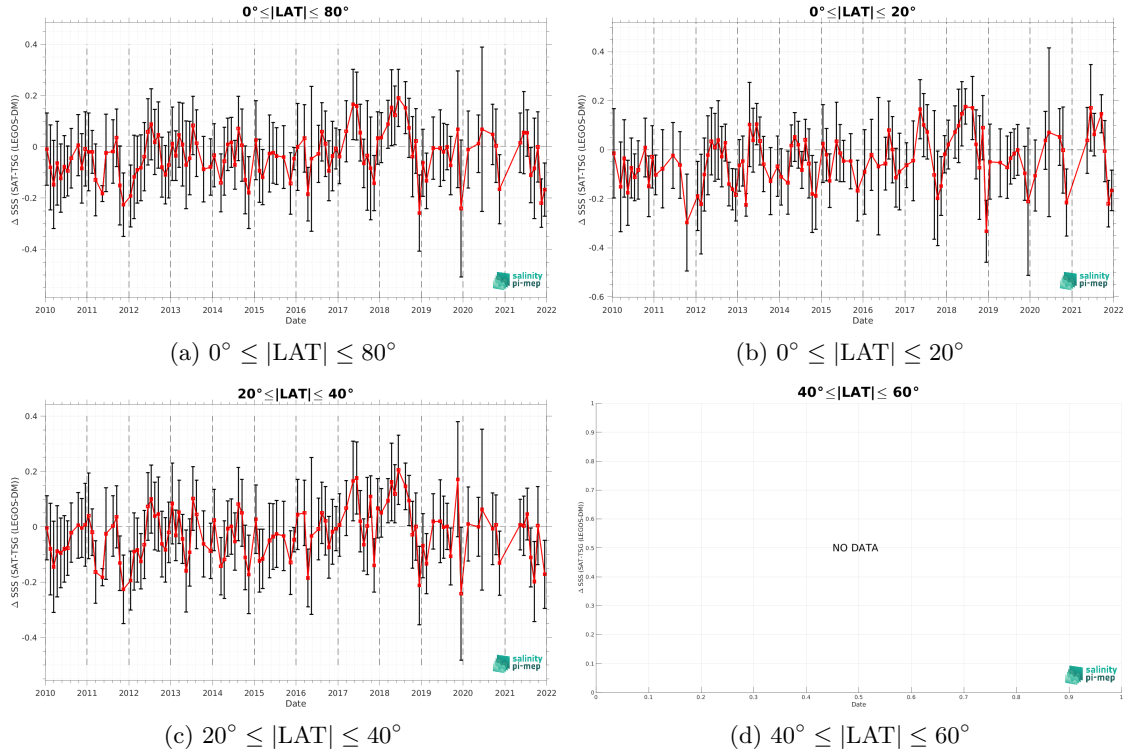 0°≤|LAT|≤ 80°
Δ SSS (SAT-TSG (LEGOS-DM))
0.4
0.2
0
-0.2
-0.4
2010 2011 2012 2013 2014 2015 2016 2017 2018 2019 2020 2021 2022
Date
salinity
pi-mep
(a) 0° ≤ |LAT| ≤ 80°
0°≤|LAT|≤ 20°
Δ SSS (SAT-TSG (LEGOS-DM))
0.4
0.2
0
-0.2
-0.4
-0.6
2010 2011 2012 2013 2014 2015 2016 2017 2018 2019 2020 2021 2022
Date
salinity
pi-mep
(b) 0° ≤ |LAT| ≤ 20°
20°≤|LAT|≤ 40°
Δ SSS (SAT-TSG (LEGOS-DM))
0.4
0.2
0
-0.2
-0.4
2010 2011 2012 2013 2014 2015 2016 2017 2018 2019 2020 2021 2022
Date
salinity
pi-mep
(c) 20° ≤ |LAT| ≤ 40°
40°≤|LAT|≤ 60°
Δ SSS (SAT-TSG (LEGOS-DM))
1
0.9
0.8
0.7
0.6
0.5
0.4
0.3
0.2
0.1
0
NO DATA
0 0.1 0.2 0.3 0.4 0.5 0.6 0.7 0.8 0.9 1
Date
salinity
pi-mep
(d) 40° ≤ |LAT| ≤ 60°